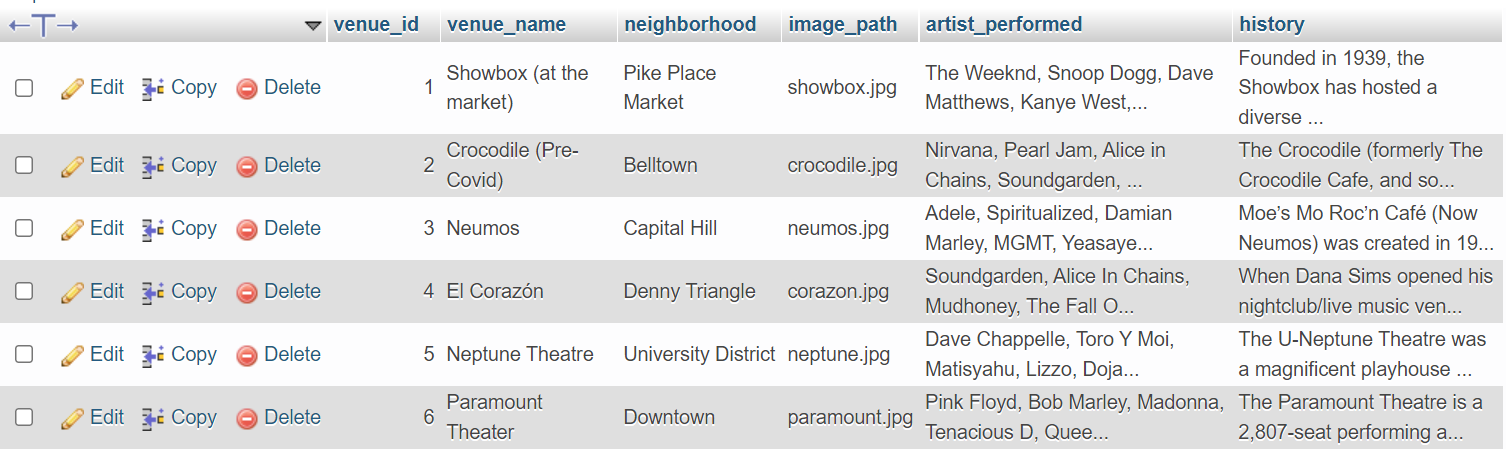 venue_id venue_name neighborhood image_path artist_performed history
Edit Copy Delete 1 Showbox (at the market) Pike Place Market showbox.jpg The Weeknd, Snoop Dogg, Dave Matthews, Kanye West,... Founded in 1939, the Showbox has hosted a diverse ...
Edit Copy Delete 2 Crocodile (Pre-Covid) Belltown crocodile.jpg Nirvana, Pearl Jam, Alice in Chains, Soundgarden, ... The Crocodile (formerly The Crocodile Cafe, and so...
Edit Copy Delete 3 Neumos Capital Hill neumos.jpg Adele, Spiritualized, Damian Marley, MGMT, Yeasaye... Moe’s Mo Roc’n Café (Now Neumos) was created in 19...
Edit Copy Delete 4 El Corazón Denny Triangle corazon.jpg Soundgarden, Alice In Chains, Mudhoney, The Fall O... When Dana Sims opened his nightclub/live music ven...
Edit Copy Delete 5 Neptune Theatre University District neptune.jpg Dave Chappelle, Toro Y Moi, Matisyahu, Lizzo, Doja... The U-Neptune Theatre was a magnificent playhouse ...
Edit Copy Delete 6 Paramount Theater Downtown paramount.jpg Pink Floyd, Bob Marley, Madonna, Tenacious D, Quee... The Paramount Theatre is a 2,807-seat performing a...